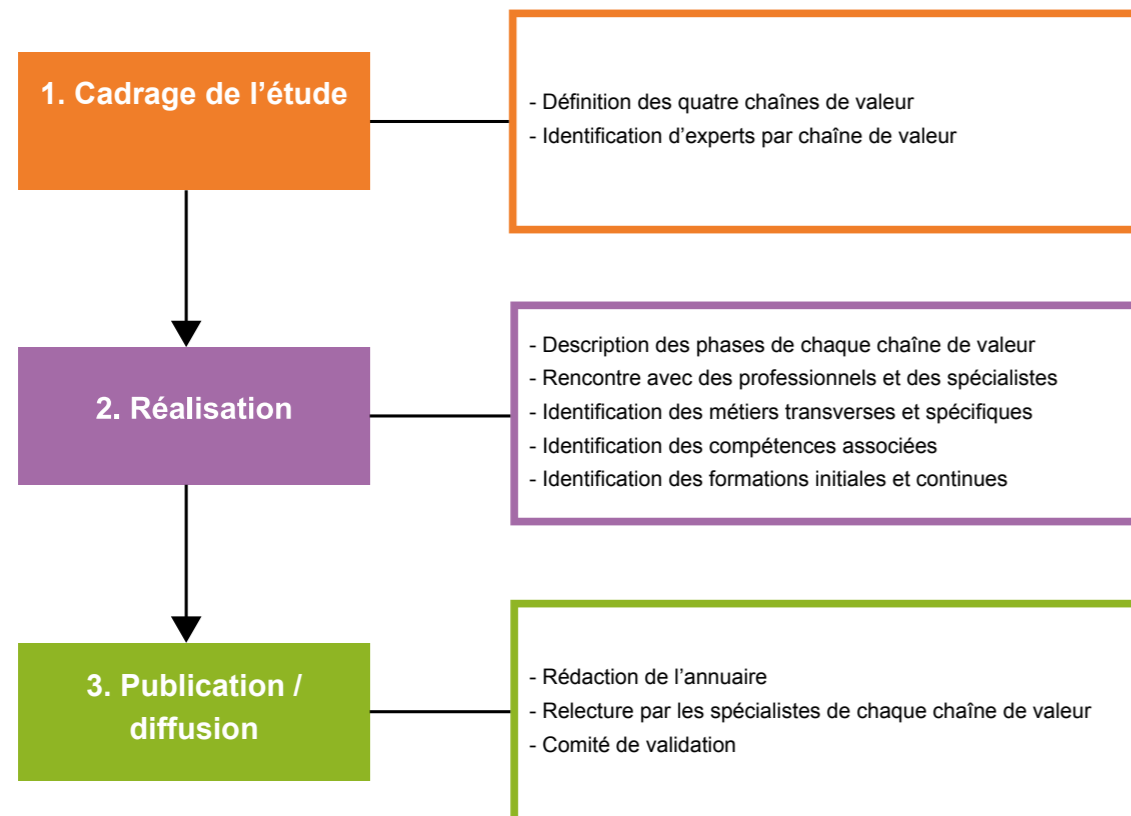 1. Cadrage de l’étude
- Définition des quatre chaînes de valeur
- Identification d’experts par chaîne de valeur
2. Réalisation
- Description des phases de chaque chaîne de valeur
- Rencontre avec des professionnels et des spécialistes
- Identification des métiers transverses et spécifiques
- Identification des compétences associées
- Identification des formations initiales et continues
3. Publication /
diffusion
- Rédaction de l’annuaire
- Relecture par les spécialistes de chaque chaîne de valeur
- Comité de validation